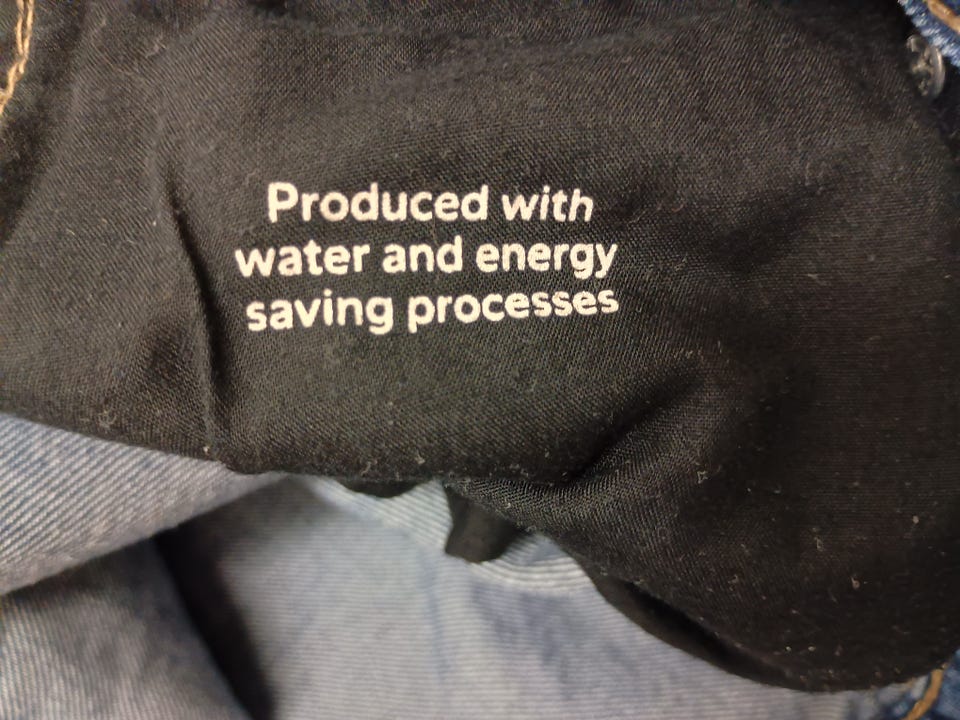 Produced with
water and energy
saving processes